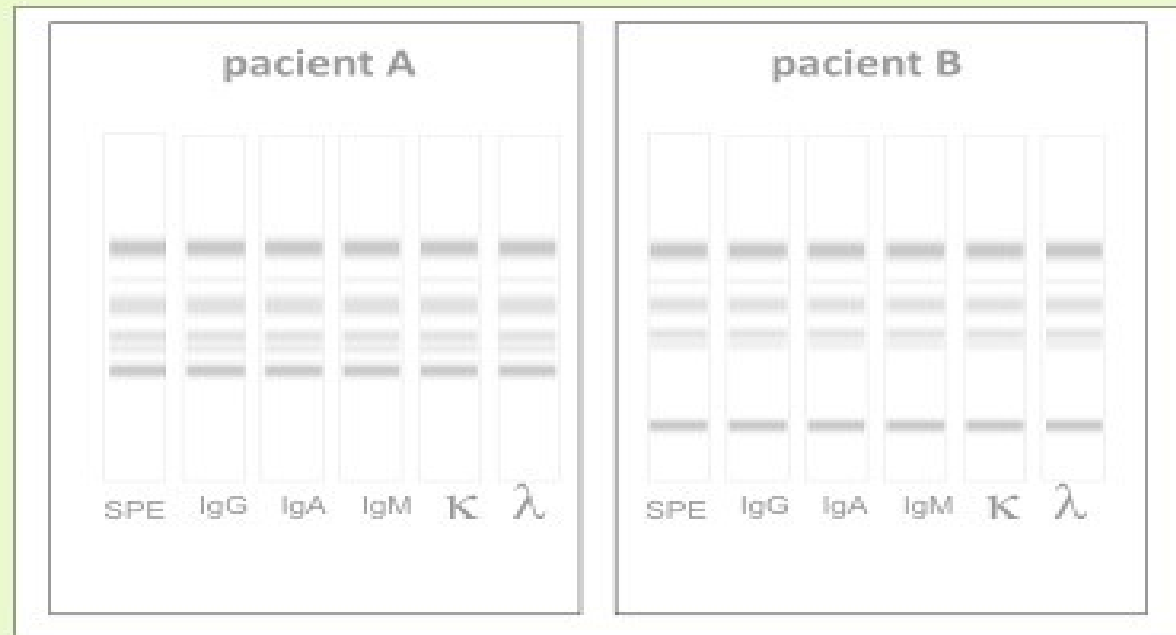 pacient A
SPE IgG IgA IgM κ λ
pacient B
SPE IgG IgA IgM κ λ